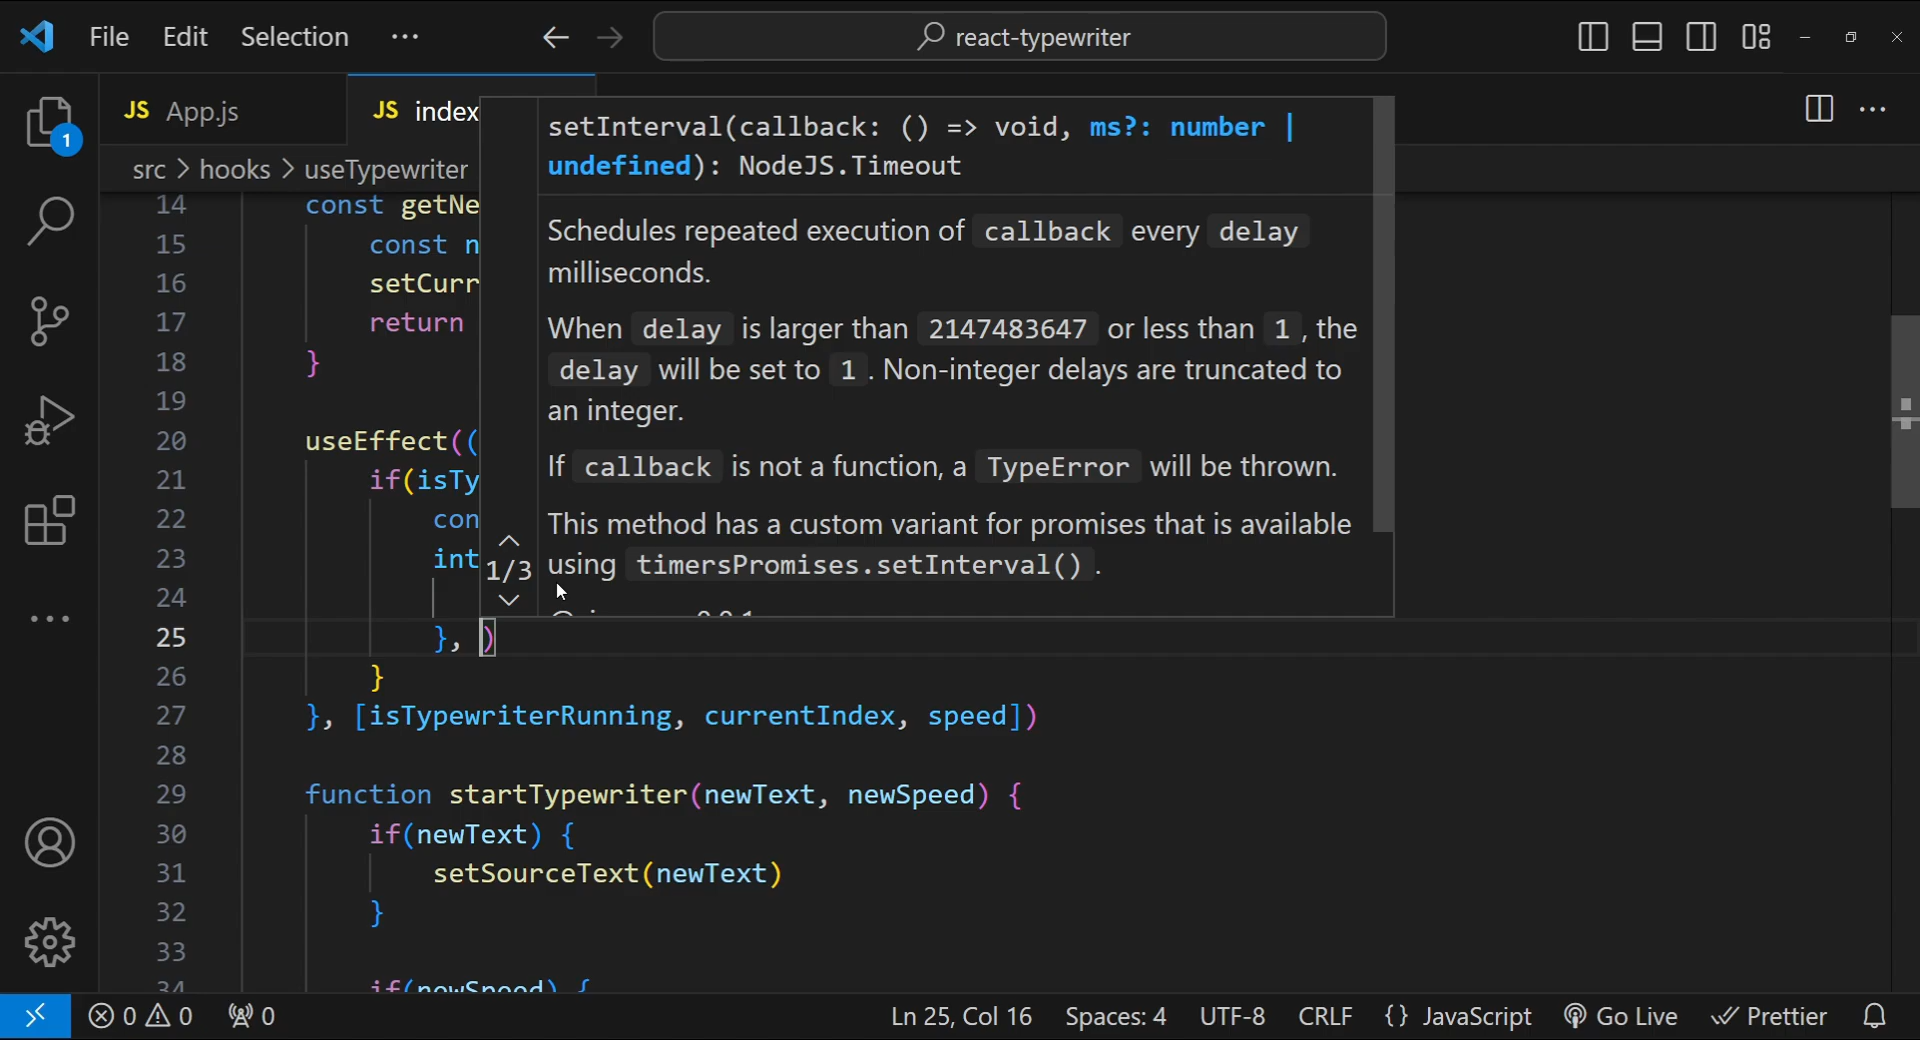 File Edit Selection ··· react-typewriter
JS App.js JS index
src > hooks > useTypewriter
setInterval(callback: () => void, ms?: number |
undefined): NodeJS.Timeout
Schedules repeated execution of callback every delay
milliseconds.
When delay is larger than 2147483647 or less than 1, the
delay will be set to 1. Non-integer delays are truncated to
an integer.
If callback is not a function, a TypeError will be thrown.
This method has a custom variant for promises that is available
using timersPromises.setInterval().
1/3
14 const getNe
15 const n
16 setCurr
17 return
18 }
19
20 useEffect((
21 if(isTy
22 con
23 int
24
25 }, )
26 }
27 }, [isTypewriterRunning, currentIndex, speed])
28
29 function startTypewriter(newText, newSpeed) {
30 if(newText) {
31 setSourceText(newText)
32 }
33
34 if(newSpeed) {
1
0 0 0 Ln 25, Col 16 Spaces: 4 UTF-8 CRLF {} JavaScript Go Live Prettier